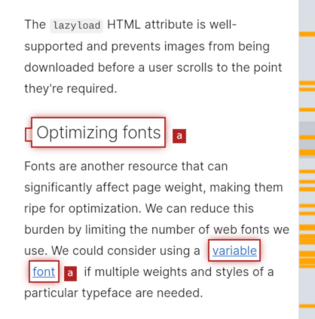 The lazyload HTML attribute is well-
supported and prevents images from being
downloaded before a user scrolls to the point
they're required.
Optimizing fonts a
Fonts are another resource that can
significantly affect page weight, making them
ripe for optimization. We can reduce this
burden by limiting the number of web fonts we
use. We could consider using a variable
font a if multiple weights and styles of a
particular typeface are needed.